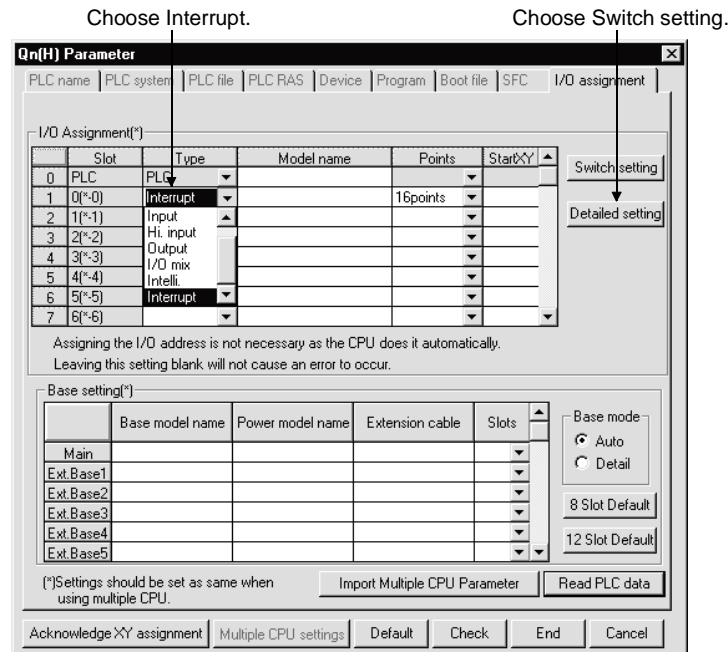 Choose Interrupt.
Choose Switch setting.
Qn(H) Parameter
PLC name PLC system PLC file PLC RAS Device Program Boot file SFC I/O assignment
I/O Assignment(*)
Slot Type Model name Points StartXY
0 PLC PLC
1 0(*-0) Interrupt 16points
2 1(*-1) Input
3 2(*-2) Hi. input
Output
4 3(*-3) I/O mix
5 4(*-4) Intelli.
6 5(*-5) Interrupt
7 6(*-6)
Switch setting
Detailed setting
Assigning the I/O address is not necessary as the CPU does it automatically.
Leaving this setting blank will not cause an error to occur.
Base setting(*)
Base model name Power model name Extension cable Slots
Main
Ext.Base1
Ext.Base2
Ext.Base3
Ext.Base4
Ext.Base5
Base mode
Auto
Detail
8 Slot Default
12 Slot Default
(*)Settings should be set as same when
using multiple CPU.
Import Multiple CPU Parameter Read PLC data
Acknowledge XY assignment Multiple CPU settings Default Check End Cancel